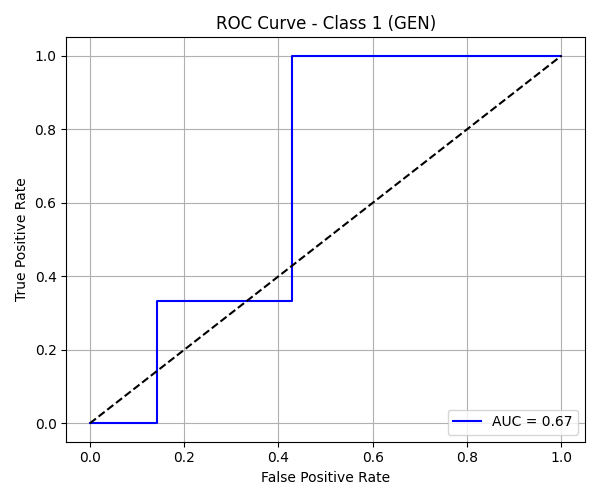 ROC Curve - Class 1 (GEN)
True Positive Rate
1.0
0.8
0.6
0.4
0.2
0.0
AUC = 0.67
0.0 0.2 0.4 0.6 0.8 1.0
False Positive Rate